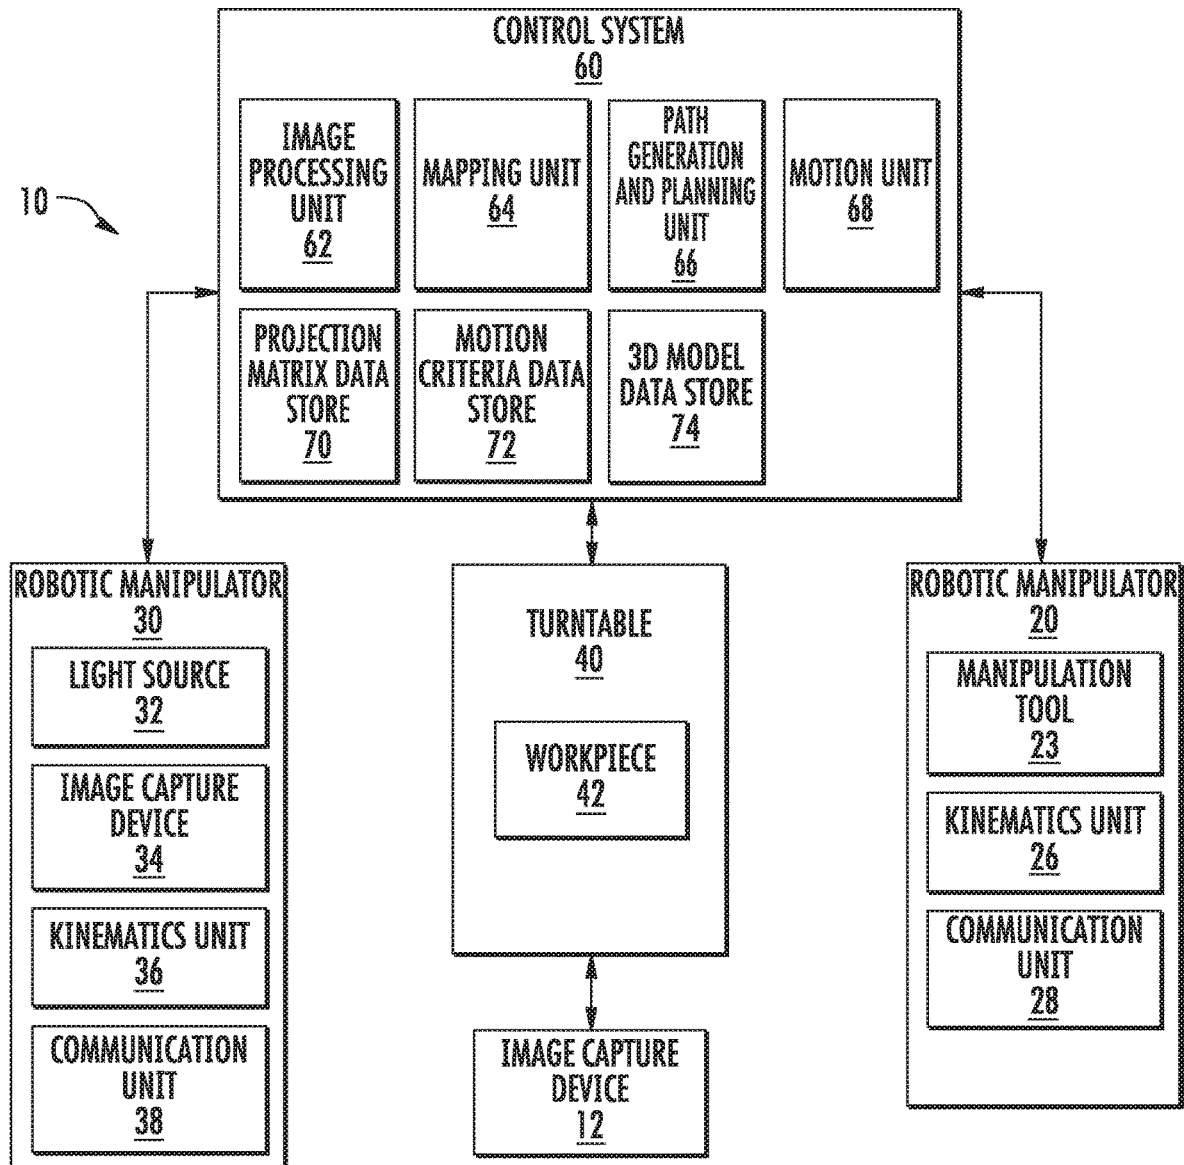 CONTROL SYSTEM
60
IMAGE
PROCESSING
UNIT
62
MAPPING UNIT
64
PATH
GENERATION
AND PLANNING
UNIT
66
MOTION UNIT
68
10
PROJECTION
MATRIX DATA
STORE
70
MOTION
CRITERIA DATA
STORE
72
3D MODEL
DATA STORE
74
ROBOTIC MANIPULATOR
30
LIGHT SOURCE
32
IMAGE CAPTURE
DEVICE
34
KINEMATICS UNIT
36
COMMUNICATION
UNIT
38
TURNTABLE
40
WORKPIECE
42
IMAGE CAPTURE
DEVICE
12
ROBOTIC MANIPULATOR
20
MANIPULATION
TOOL
23
KINEMATICS UNIT
26
COMMUNICATION
UNIT
28